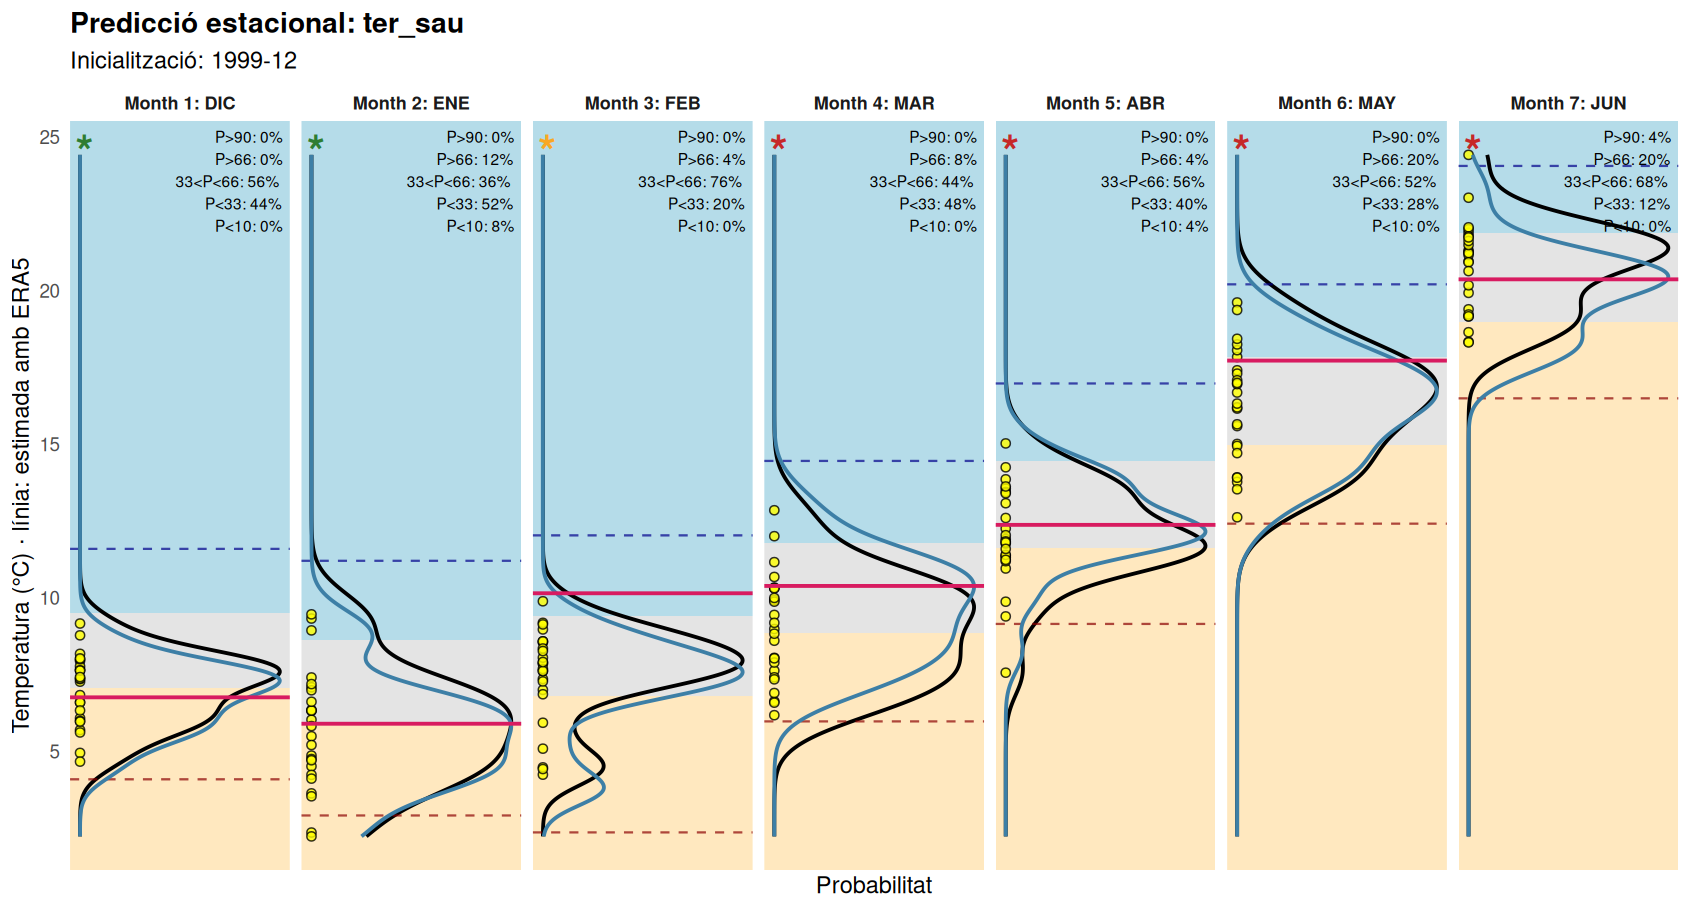 Predicció estacional: ter_sau
Inicialització: 1999-12
Month 1: DIC
Month 2: ENE
Month 3: FEB
Month 4: MAR
Month 5: ABR
Month 6: MAY
Month 7: JUN
Temperatura (°C) · línia: estimada amb ERA5
25
20
15
10
5
*
P>90: 0%
P>66: 0%
33<P<66: 56%
P<33: 44%
P<10: 0%
*
P>90: 0%
P>66: 12%
33<P<66: 36%
P<33: 52%
P<10: 8%
*
P>90: 0%
P>66: 4%
33<P<66: 76%
P<33: 20%
P<10: 0%
*
P>90: 0%
P>66: 8%
33<P<66: 44%
P<33: 48%
P<10: 0%
*
P>90: 0%
P>66: 4%
33<P<66: 56%
P<33: 40%
P<10: 4%
*
P>90: 0%
P>66: 20%
33<P<66: 52%
P<33: 28%
P<10: 0%
*
P>90: 4%
P>66: 20%
33<P<66: 68%
P<33: 12%
P<10: 0%
Probabilitat